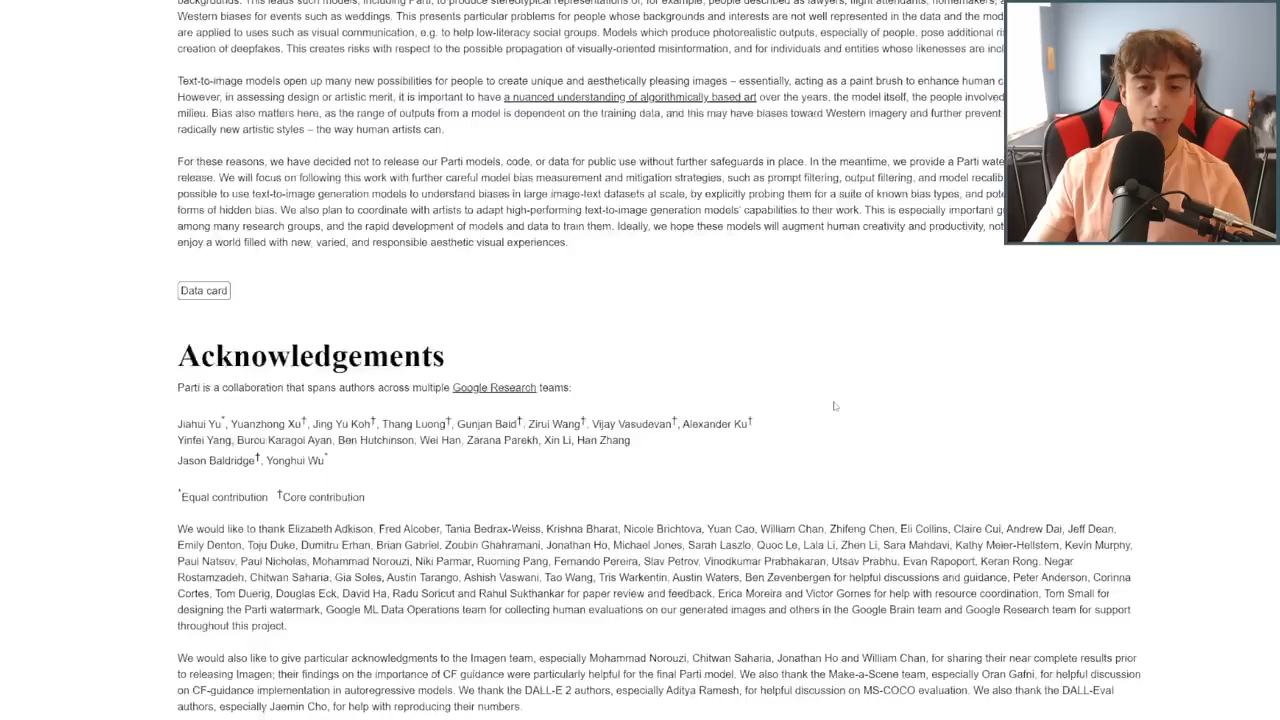 backgrounds. This leads such models, including Parti, to produce stereotypical representations of, for example, people described as lawyers, flight attendants, homemakers,
Western biases for events such as weddings. This presents particular problems for people whose backgrounds and interests are not well represented in the data and the mod
are applied to uses such as visual communication, e.g. to help low-literacy social groups. Models which produce photorealistic outputs, especially of people, pose additional ri
creation of deepfakes. This creates risks with respect to the possible propagation of visually-oriented misinformation, and for individuals and entities whose likenesses are incl
Text-to-image models open up many new possibilities for people to create unique and aesthetically pleasing images – essentially, acting as a paint brush to enhance human c
However, in assessing design or artistic merit, it is important to have a nuanced understanding of algorithmically based art over the years, the model itself, the people involved
milieu. Bias also matters here, as the range of outputs from a model is dependent on the training data, and this may have biases toward Western imagery and further prevent
radically new artistic styles – the way human artists can.
For these reasons, we have decided not to release our Parti models, code, or data for public use without further safeguards in place. In the meantime, we provide a Parti wate
release. We will focus on following this work with further careful model bias measurement and mitigation strategies, such as prompt filtering, output filtering, and model recalib
possible to use text-to-image generation models to understand biases in large image-text datasets at scale, by explicitly probing them for a suite of known bias types, and pote
forms of hidden bias. We also plan to coordinate with artists to adapt high-performing text-to-image generation models' capabilities to their work. This is especially important g
among many research groups, and the rapid development of models and data to train them. Ideally, we hope these models will augment human creativity and productivity, not
enjoy a world filled with new, varied, and responsible aesthetic visual experiences.
Data card
Acknowledgements
Parti is a collaboration that spans authors across multiple Google Research teams:
Jiahui Yu*, Yuanzhong Xu†, Jing Yu Koh†, Thang Luong†, Gunjan Baid†, Zirui Wang†, Vijay Vasudevan†, Alexander Ku†
Yinfei Yang, Burcu Karagol Ayan, Ben Hutchinson, Wei Han, Zarana Parekh, Xin Li, Han Zhang
Jason Baldridge†, Yonghui Wu*
*Equal contribution †Core contribution
We would like to thank Elizabeth Adkison, Fred Alcober, Tania Bedrax-Weiss, Krishna Bharat, Nicole Brichtova, Yuan Cao, William Chan, Zhifeng Chen, Eli Collins, Claire Cui, Andrew Dai, Jeff Dean,
Emily Denton, Toju Duke, Dumitru Erhan, Brian Gabriel, Zoubin Ghahramani, Jonathan Ho, Michael Jones, Sarah Laszlo, Quoc Le, Lala Li, Zhen Li, Sara Mahdavi, Kathy Meier-Hellstern, Kevin Murphy,
Paul Natsev, Paul Nicholas, Mohammad Norouzi, Niki Parmar, Ruoming Pang, Fernando Pereira, Slav Petrov, Vinodkumar Prabhakaran, Utsav Prabhu, Evan Rapoport, Keran Rong, Negar
Rostamzadeh, Chitwan Saharia, Gia Soles, Austin Tarango, Ashish Vaswani, Tao Wang, Tris Warkentin, Austin Waters, Ben Zevenbergen for helpful discussions and guidance, Peter Anderson, Corinna
Cortes, Tom Duerig, Douglas Eck, David Ha, Radu Soricut and Rahul Sukthankar for paper review and feedback, Erica Moreira and Victor Gomes for help with resource coordination, Tom Small for
designing the Parti watermark, Google ML Data Operations team for collecting human evaluations on our generated images and others in the Google Brain team and Google Research team for support
throughout this project.
We would also like to give particular acknowledgments to the Imagen team, especially Mohammad Norouzi, Chitwan Saharia, Jonathan Ho and William Chan, for sharing their near complete results prior
to releasing Imagen; their findings on the importance of CF guidance were particularly helpful for the final Parti model. We also thank the Make-a-Scene team, especially Oran Gafni, for helpful discussion
on CF-guidance implementation in autoregressive models. We thank the DALL-E 2 authors, especially Aditya Ramesh, for helpful discussion on MS-COCO evaluation. We also thank the DALL-Eval
authors, especially Jaemin Cho, for help with reproducing their numbers.